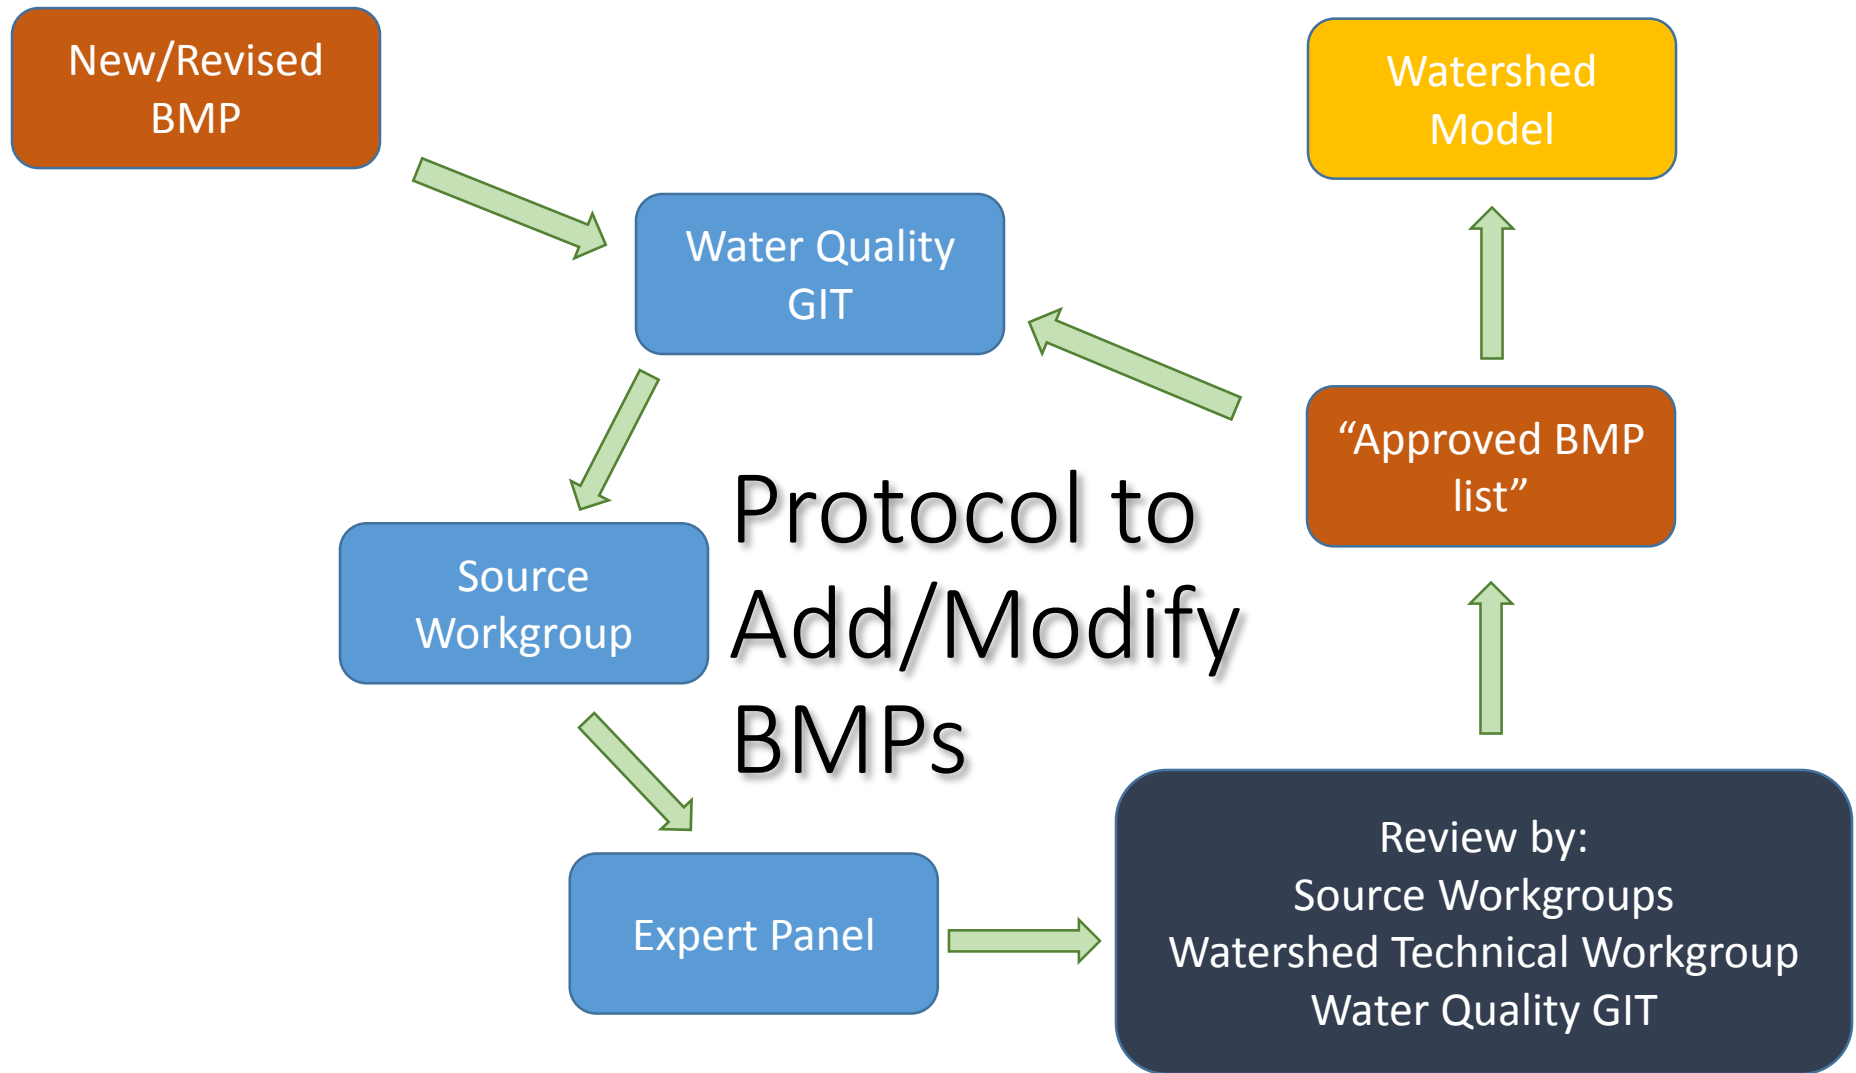 New/Revised
BMP
Watershed
Model
Water Quality
GIT
“Approved BMP
list”
Protocol to
Add/Modify
BMPs
Source
Workgroup
Expert Panel
Review by:
Source Workgroups
Watershed Technical Workgroup
Water Quality GIT